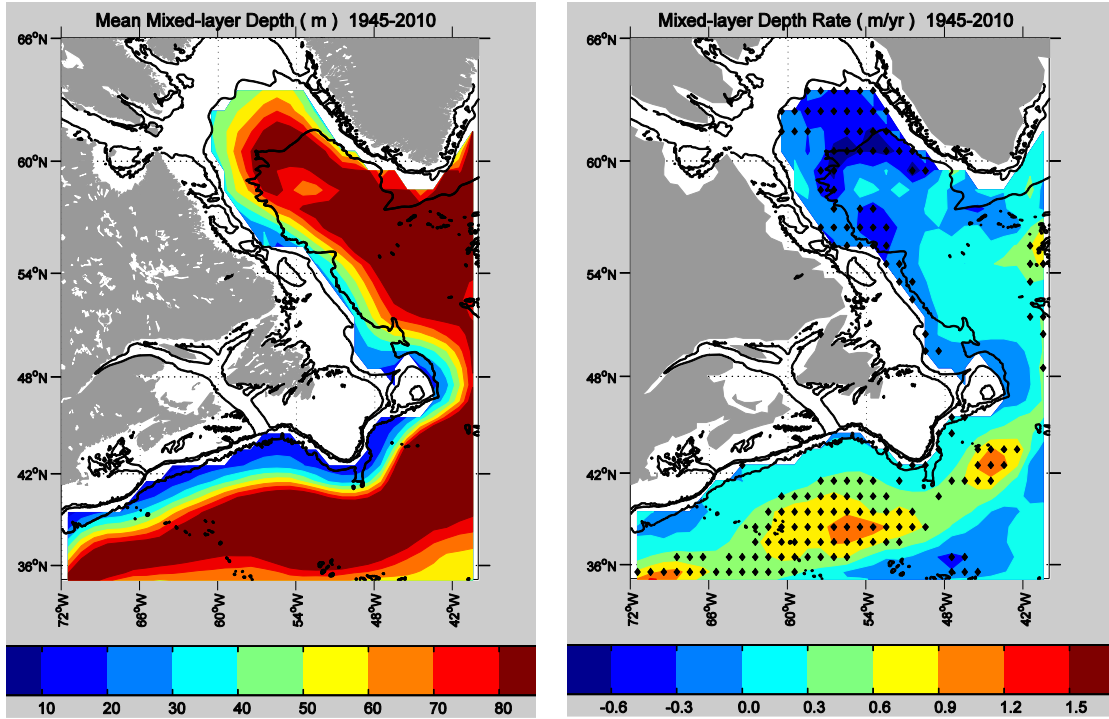 Mean Mixed-layer Depth ( m )  1945-2010
66°N
60°N
54°N
48°N
42°N
36°N
72°W
66°W
60°W
54°W
48°W
42°W
10 20 30 40 50 60 70 80
Mixed-layer Depth Rate ( m/yr )  1945-2010
66°N
60°N
54°N
48°N
42°N
36°N
72°W
66°W
60°W
54°W
48°W
42°W
-0.6 -0.3 0.0 0.3 0.6 0.9 1.2 1.5